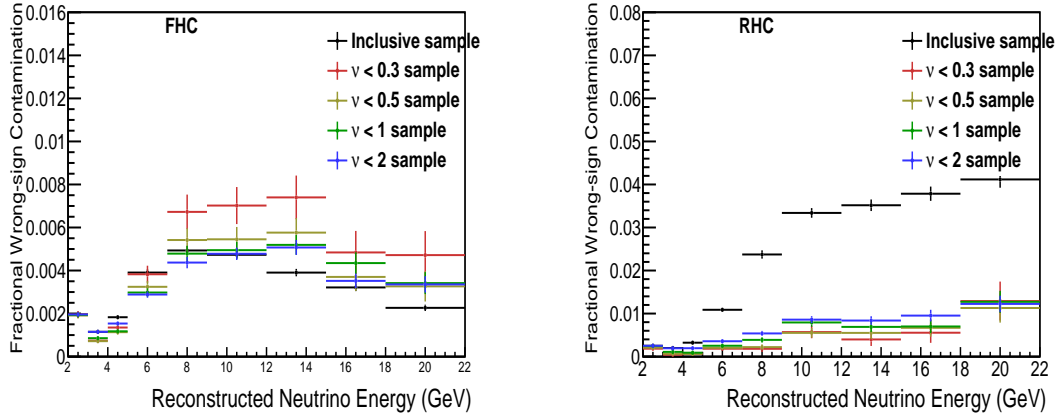 FHC
Fractional Wrong-sign Contamination
0.016
0.014
0.012
0.01
0.008
0.006
0.004
0.002
0
Inclusive sample
ν < 0.3 sample
ν < 0.5 sample
ν < 1 sample
ν < 2 sample
2 4 6 8 10 12 14 16 18 20 22
Reconstructed Neutrino Energy (GeV)
RHC
Fractional Wrong-sign Contamination
0.08
0.07
0.06
0.05
0.04
0.03
0.02
0.01
0
Inclusive sample
ν < 0.3 sample
ν < 0.5 sample
ν < 1 sample
ν < 2 sample
2 4 6 8 10 12 14 16 18 20 22
Reconstructed Neutrino Energy (GeV)